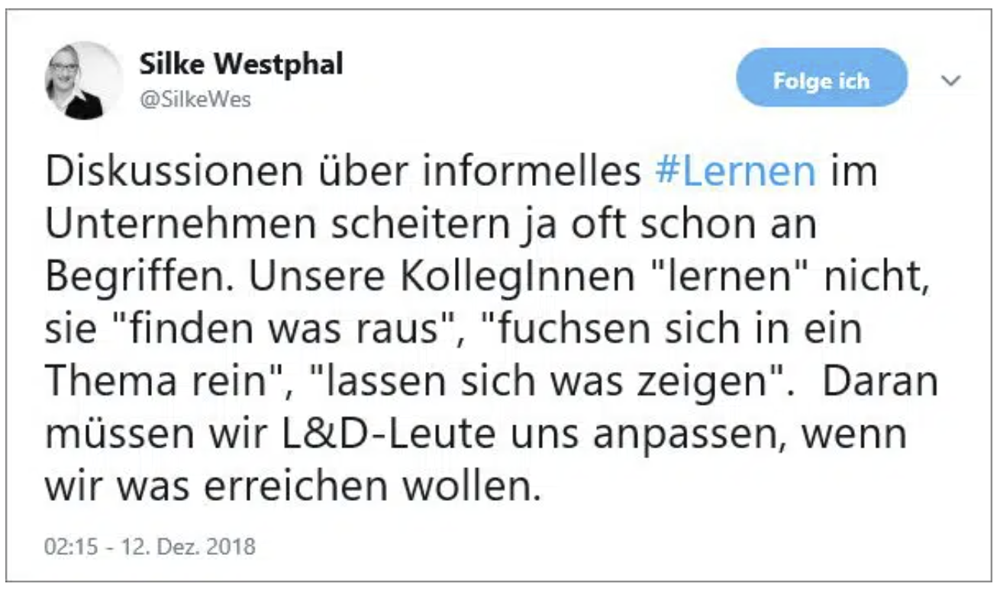 Silke Westphal
@SilkeWes
Folge ich
Diskussionen über informelles #Lernen im
Unternehmen scheitern ja oft schon an
Begriffen. Unsere KollegInnen "lernen" nicht,
sie "finden was raus", "fuchsen sich in ein
Thema rein", "lassen sich was zeigen".  Daran
müssen wir L&D-Leute uns anpassen, wenn
wir was erreichen wollen.
02:15 - 12. Dez. 2018